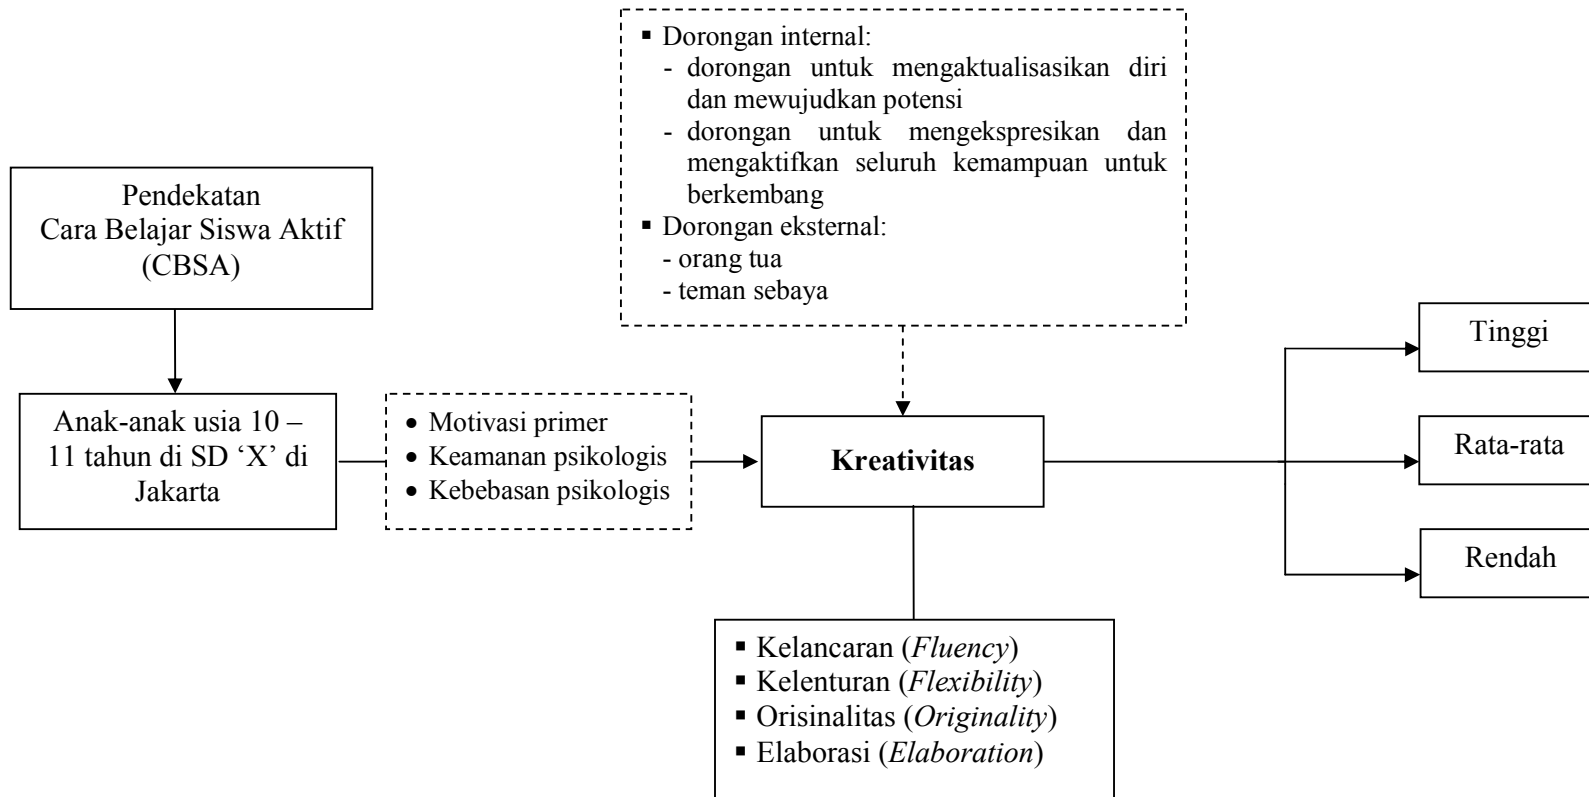 ▪ Dorongan internal:
- dorongan untuk mengaktualisasikan diri
dan mewujudkan potensi
- dorongan untuk mengekspresikan dan
mengaktifkan seluruh kemampuan untuk
berkembang
▪ Dorongan eksternal:
- orang tua
- teman sebaya
Pendekatan
Cara Belajar Siswa Aktif
(CBSA)
Anak-anak usia 10 –
11 tahun di SD ‘X’ di
Jakarta
• Motivasi primer
• Keamanan psikologis
• Kebebasan psikologis
Kreativitas
Tinggi
Rata-rata
Rendah
▪ Kelancaran (Fluency)
▪ Kelenturan (Flexibility)
▪ Orisinalitas (Originality)
▪ Elaborasi (Elaboration)